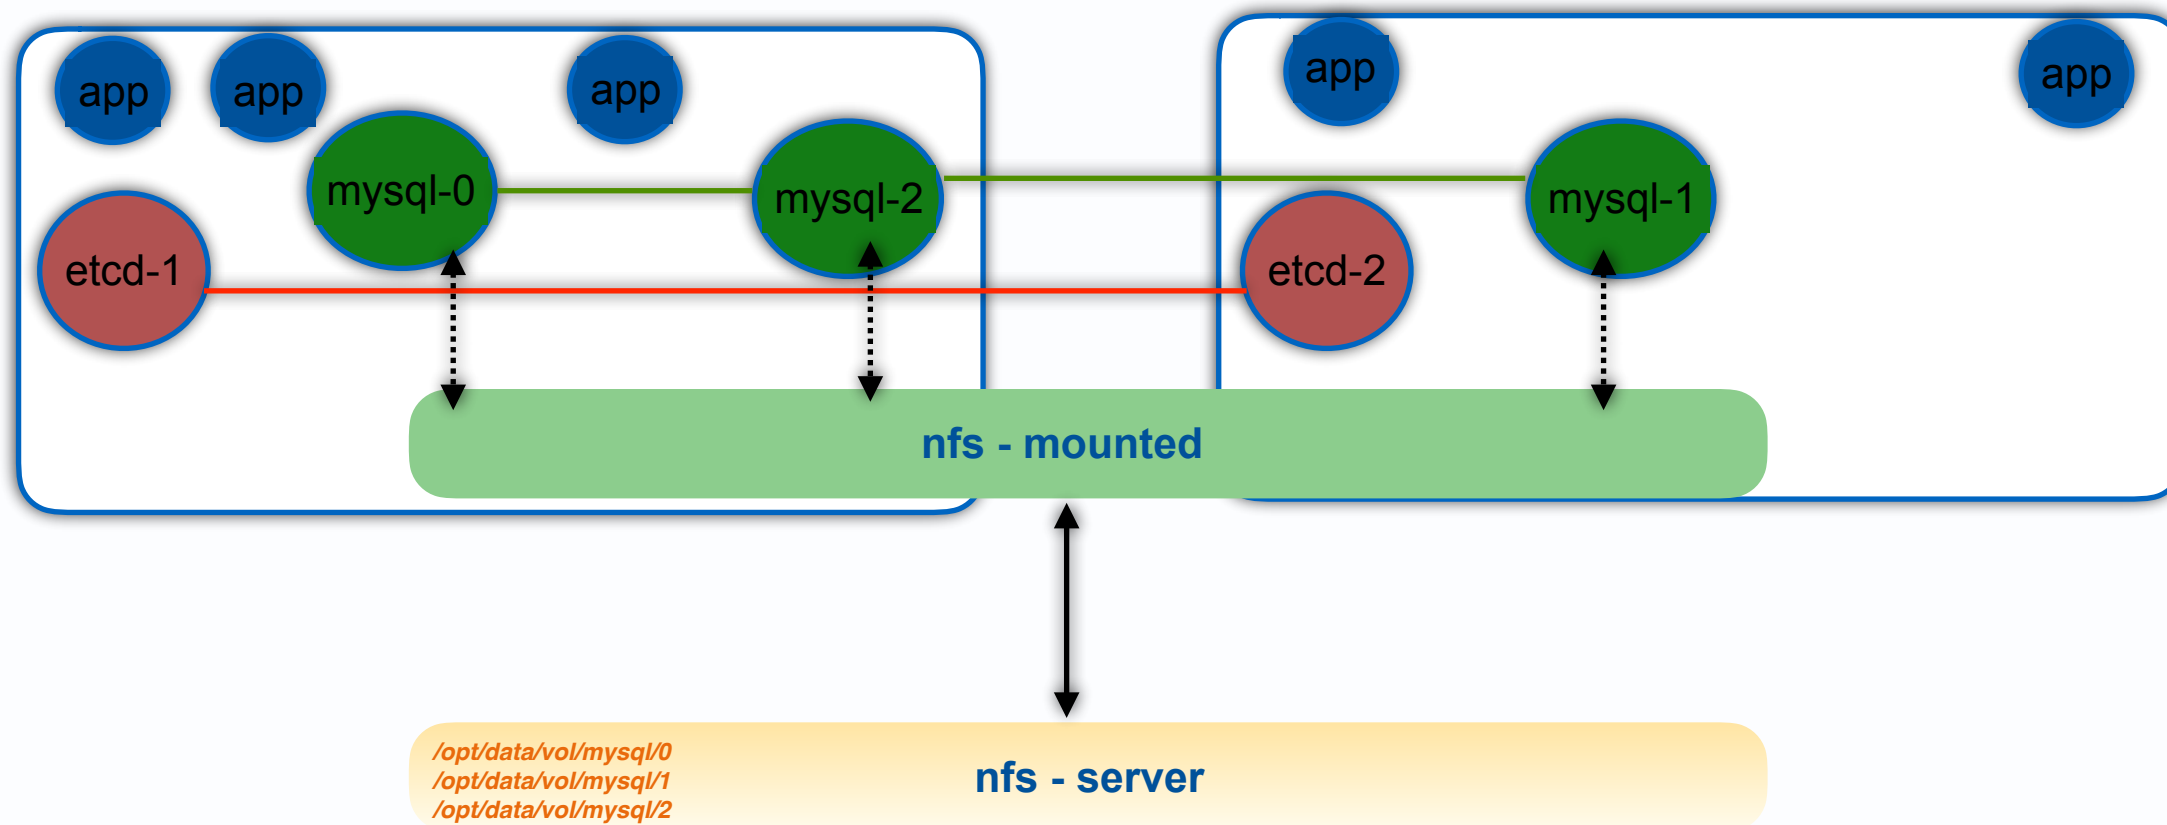 app
app
app
app
app
mysql-0
mysql-2
mysql-1
etcd-1
etcd-2
nfs - mounted
/opt/data/vol/mysql/0
/opt/data/vol/mysql/1
/opt/data/vol/mysql/2
nfs - server